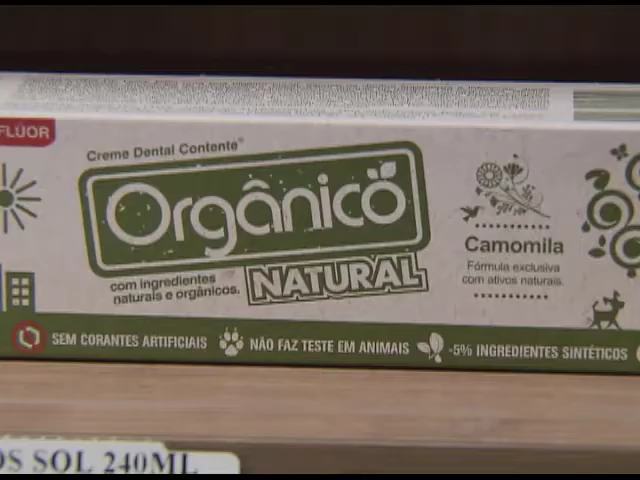 FLÚOR
Creme Dental Contente
Orgânico
NATURAL
com ingredientes
naturais e orgânicos.
Camomila
Fórmula exclusiva
com ativos naturais.
SEM CORANTES ARTIFICIAIS
NÃO FAZ TESTE EM ANIMAIS
-5% INGREDIENTES SINTÉTICOS
OS SOL 240ML